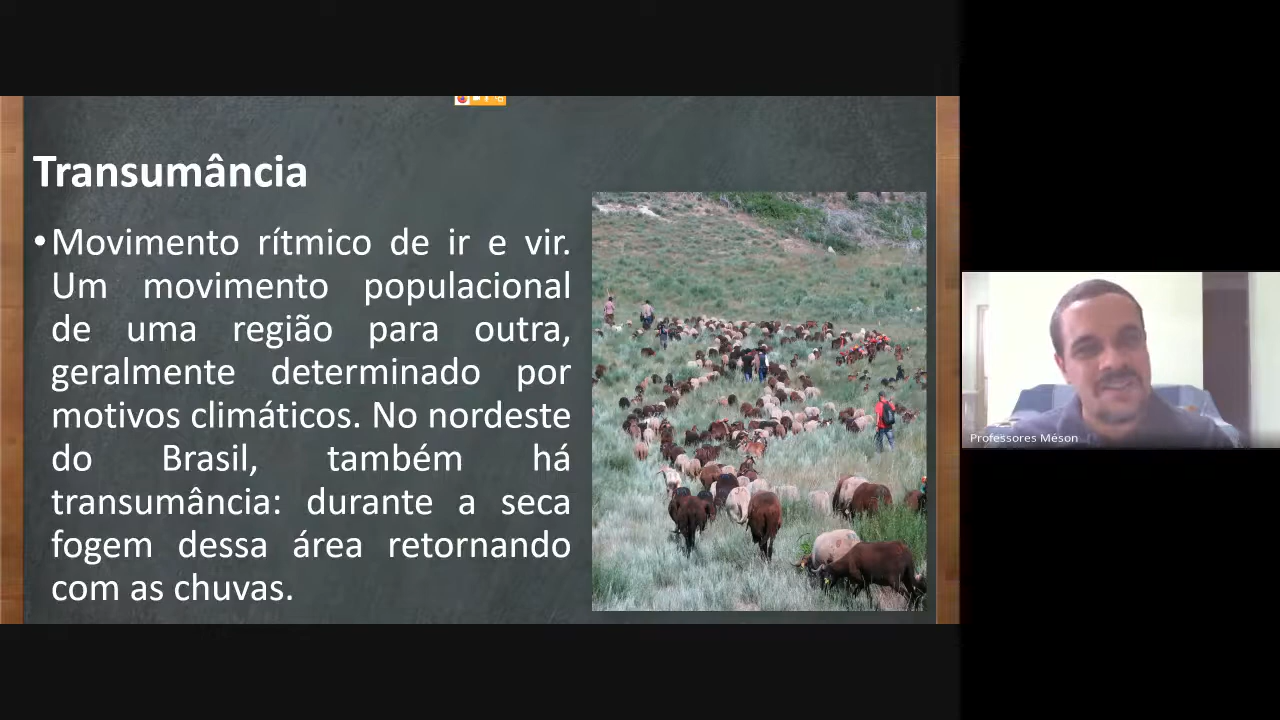 Transumância
•Movimento rítmico de ir e vir.
Um movimento populacional
de uma região para outra,
geralmente determinado por
motivos climáticos. No nordeste
do Brasil, também há
transumância: durante a seca
fogem dessa área retornando
com as chuvas.
Professores Méson